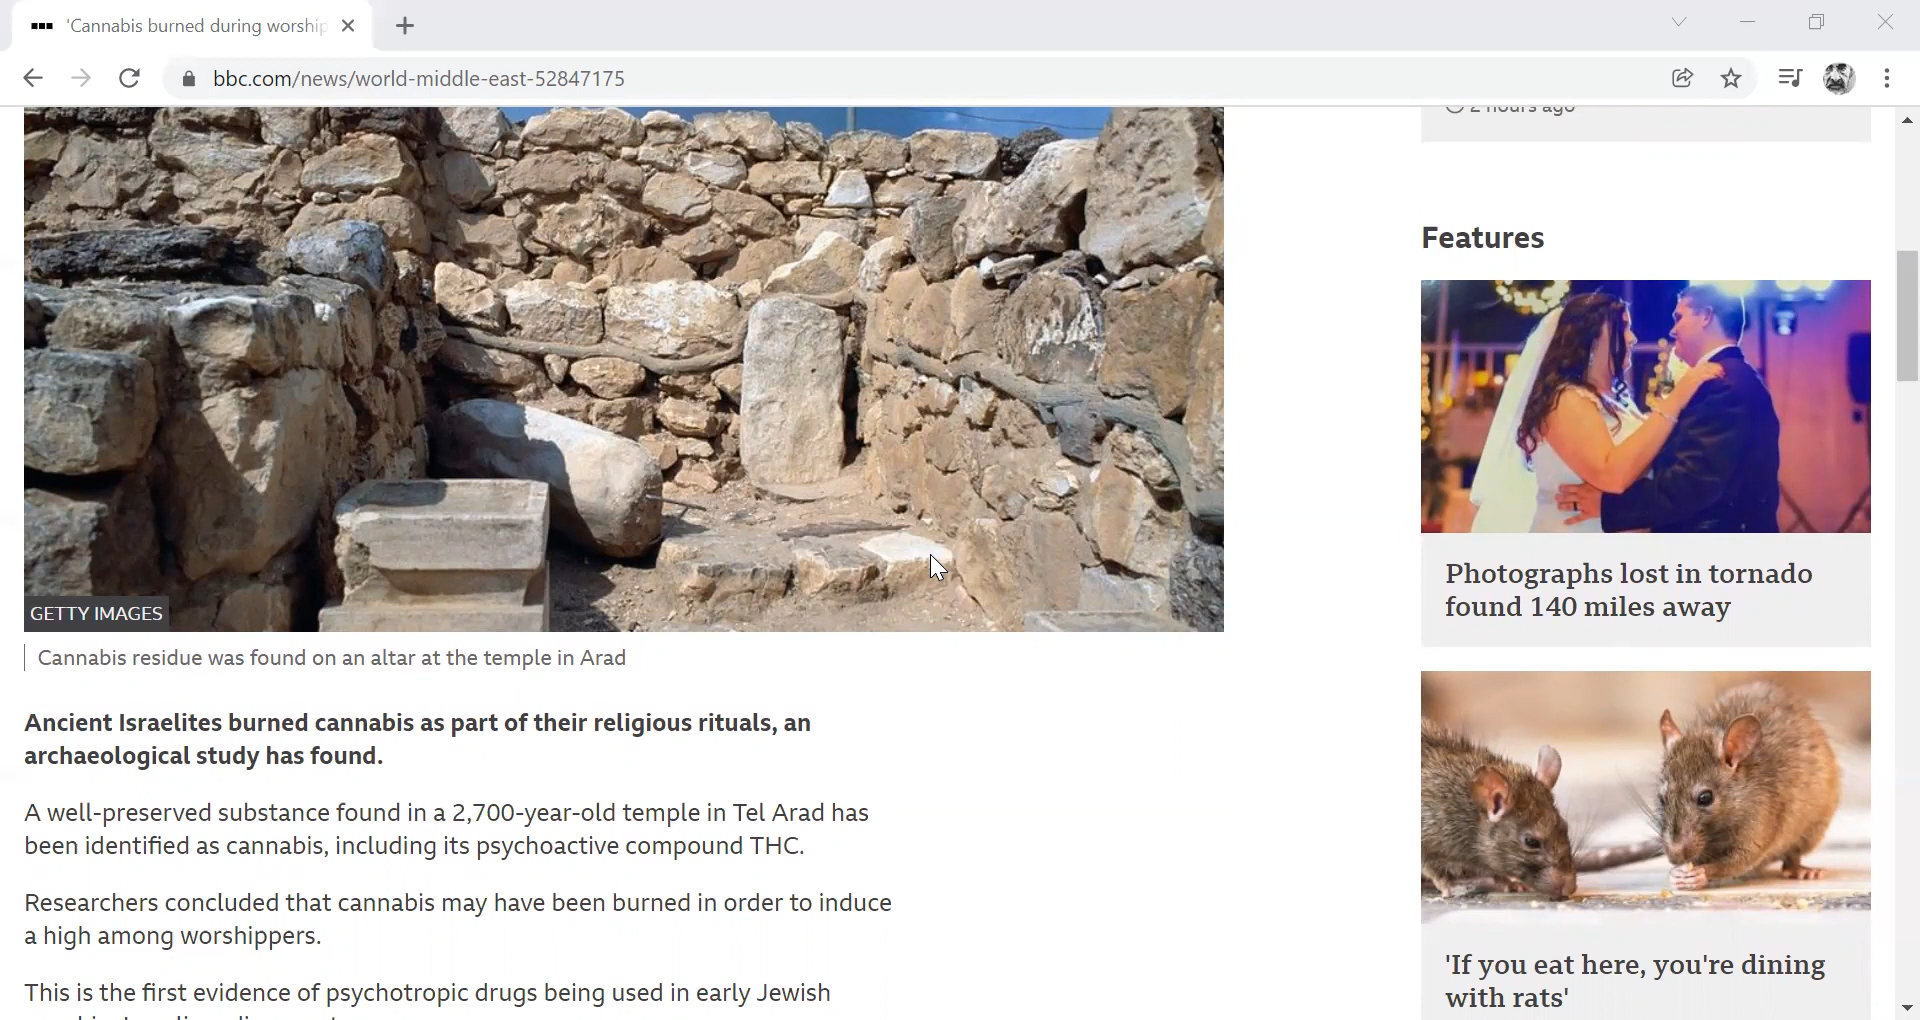 'Cannabis burned during worship
bbc.com/news/world-middle-east-52847175
2 hours ago
Features
GETTY IMAGES
Cannabis residue was found on an altar at the temple in Arad
Ancient Israelites burned cannabis as part of their religious rituals, an
archaeological study has found.
A well-preserved substance found in a 2,700-year-old temple in Tel Arad has
been identified as cannabis, including its psychoactive compound THC.
Researchers concluded that cannabis may have been burned in order to induce
a high among worshippers.
This is the first evidence of psychotropic drugs being used in early Jewish
Photographs lost in tornado
found 140 miles away
'If you eat here, you're dining
with rats'